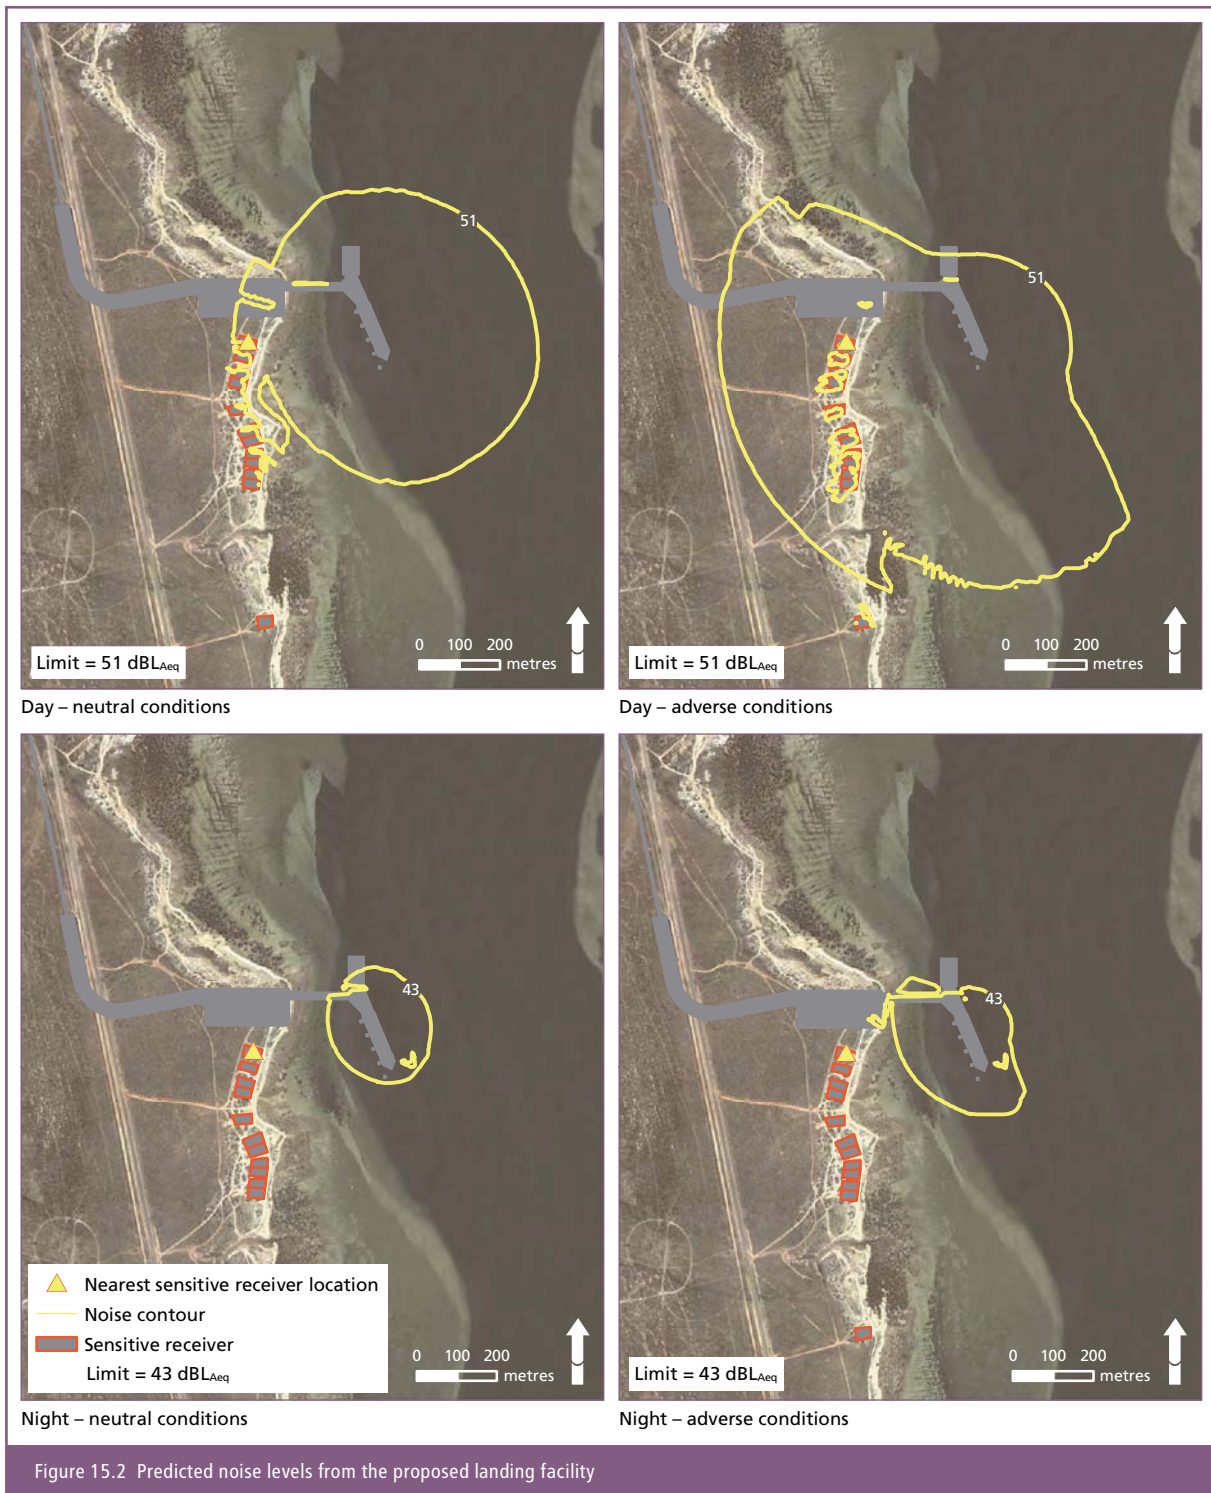 51
51
0 100 200
metres
Limit = 51 dBLAeq
0 100 200
metres
Limit = 51 dBLAeq
Day – neutral conditions
Day – adverse conditions
43
43
Nearest sensitive receiver location
Noise contour
Sensitive receiver
Limit = 43 dBLAeq
0 100 200
metres
0 100 200
metres
Limit = 43 dBLAeq
Night – neutral conditions
Night – adverse conditions
Figure 15.2 Predicted noise levels from the proposed landing facility